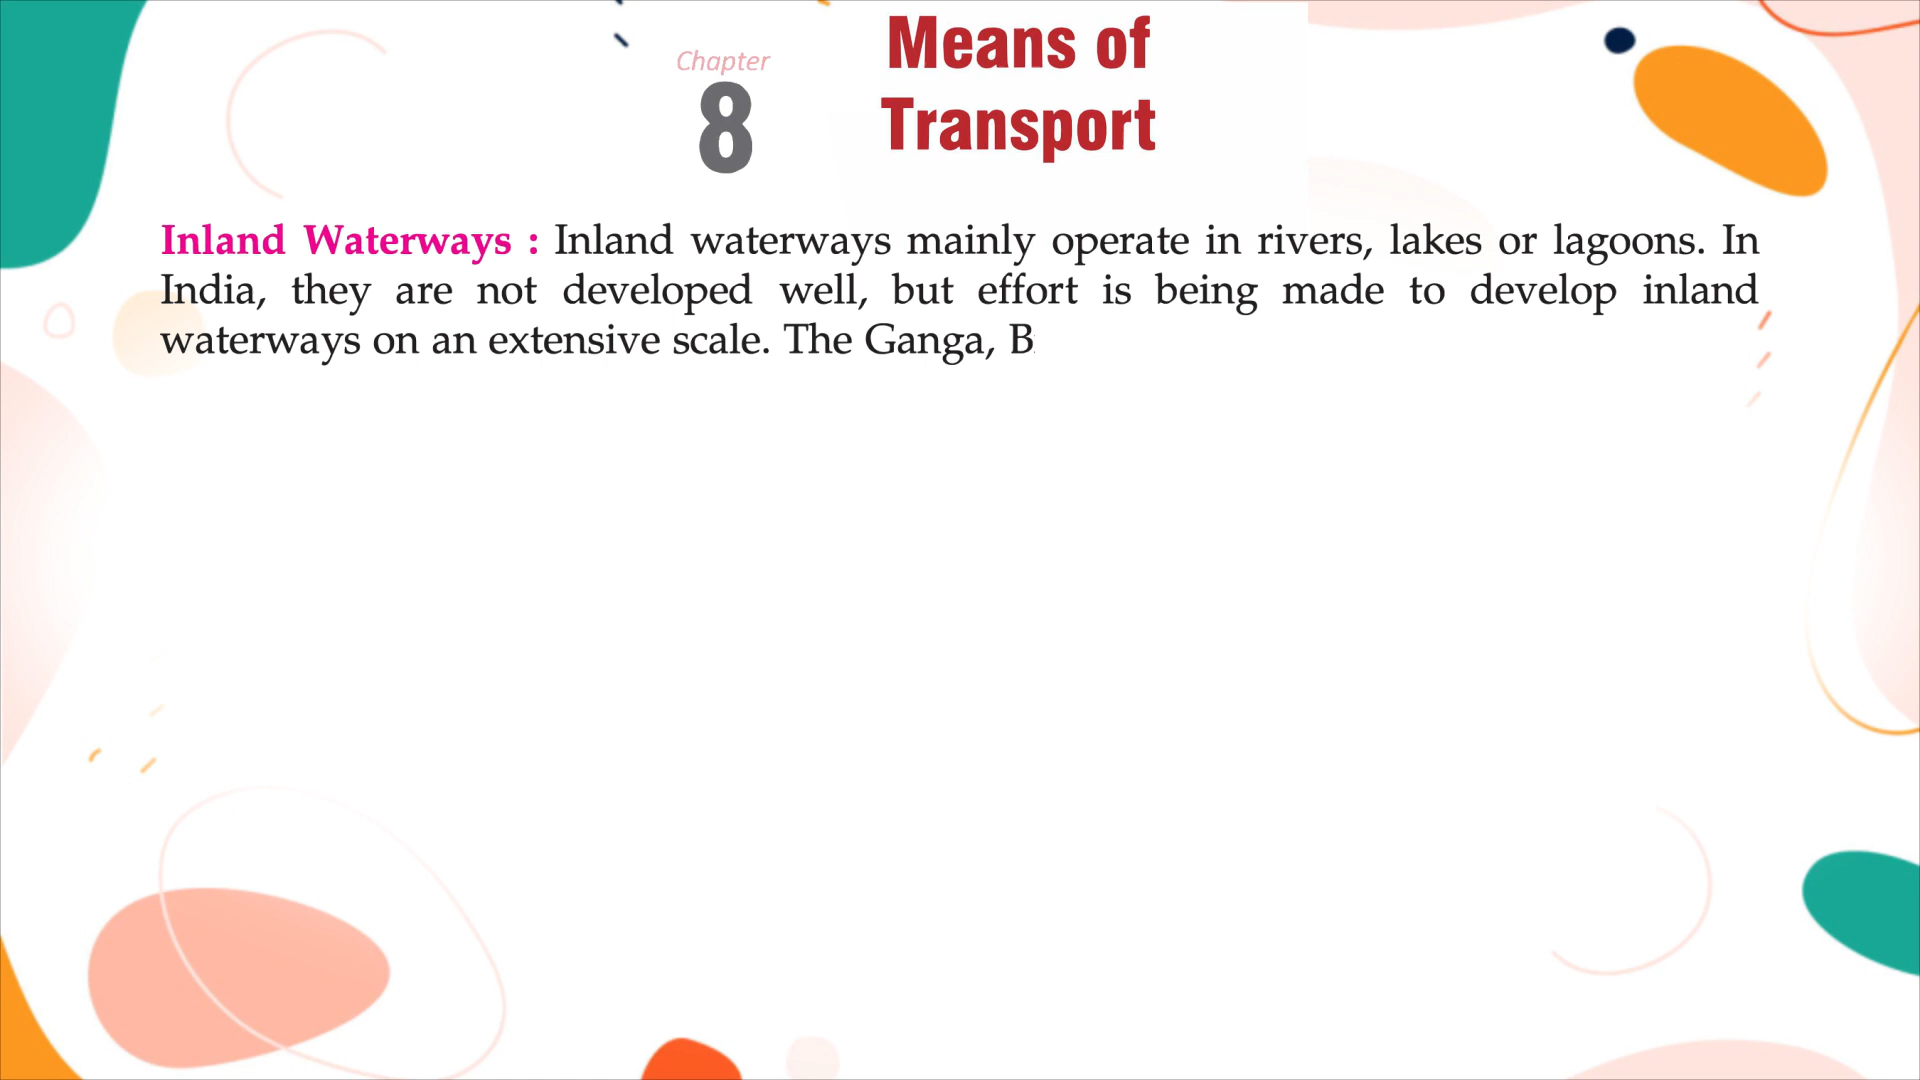 Chapter
8
Means of
Transport
Inland Waterways : Inland waterways mainly operate in rivers, lakes or lagoons. In
India, they are not developed well, but effort is being made to develop inland
waterways on an extensive scale. The Ganga, B